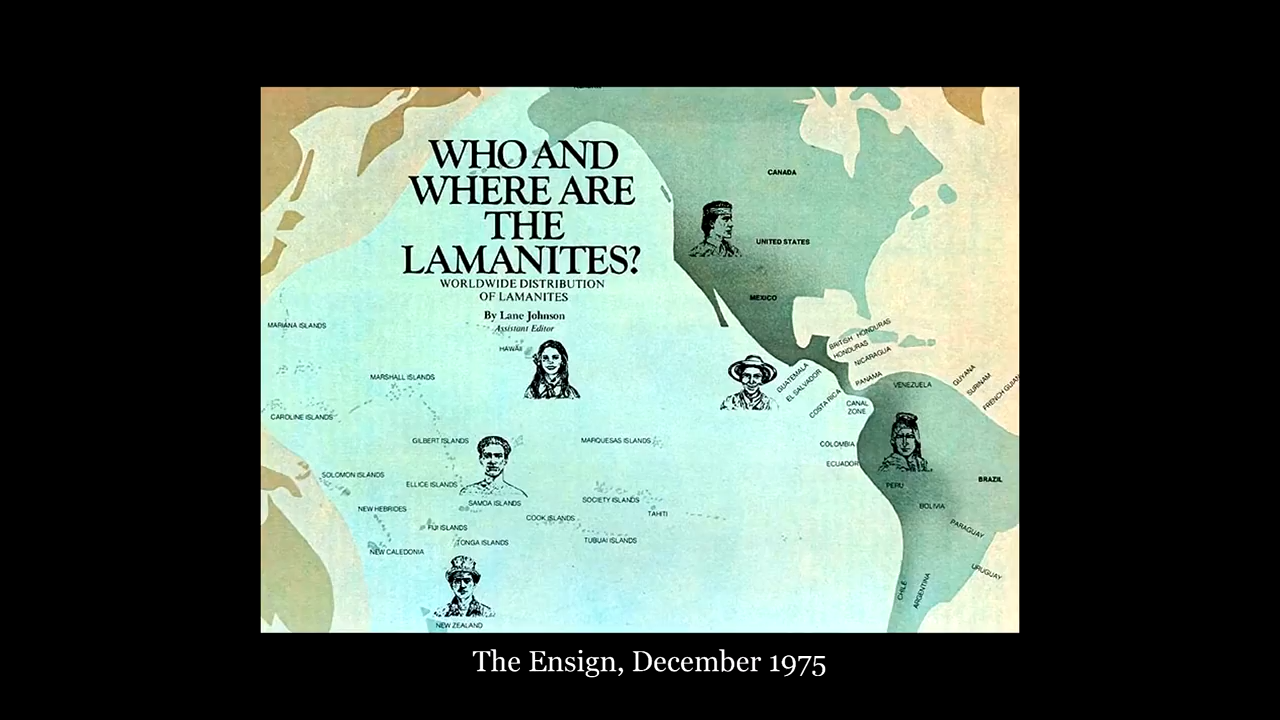 WHO AND
WHERE ARE
THE
LAMANITES?
WORLDWIDE DISTRIBUTION
OF LAMANITES
By Lane Johnson
Assistant Editor
CANADA
UNITED STATES
MEXICO
MARIANA ISLANDS
HAWAII
BRITISH HONDURAS
HONDURAS
NICARAGUA
GUATEMALA
EL SALVADOR
COSTA RICA
PANAMA
CANAL
ZONE
VENEZUELA
GUYANA
SURINAM
FRENCH GUIAN
MARSHALL ISLANDS
CAROLINE ISLANDS
GILBERT ISLANDS
MARQUESAS ISLANDS
COLOMBIA
ECUADOR
SOLOMON ISLANDS
ELLICE ISLANDS
PERU
BRAZIL
NEW HEBRIDES
SAMOA ISLANDS
SOCIETY ISLANDS
TAHITI
BOLIVIA
FIJI ISLANDS
COOK ISLANDS
PARAGUAY
NEW CALEDONIA
TONGA ISLANDS
TUBUAI ISLANDS
URUGUAY
CHILE
ARGENTINA
NEW ZEALAND
The Ensign, December 1975